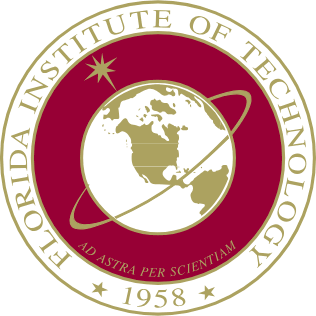 FLORIDA INSTITUTE OF TECHNOLOGY
AD ASTRA PER SCIENTIAM
1958